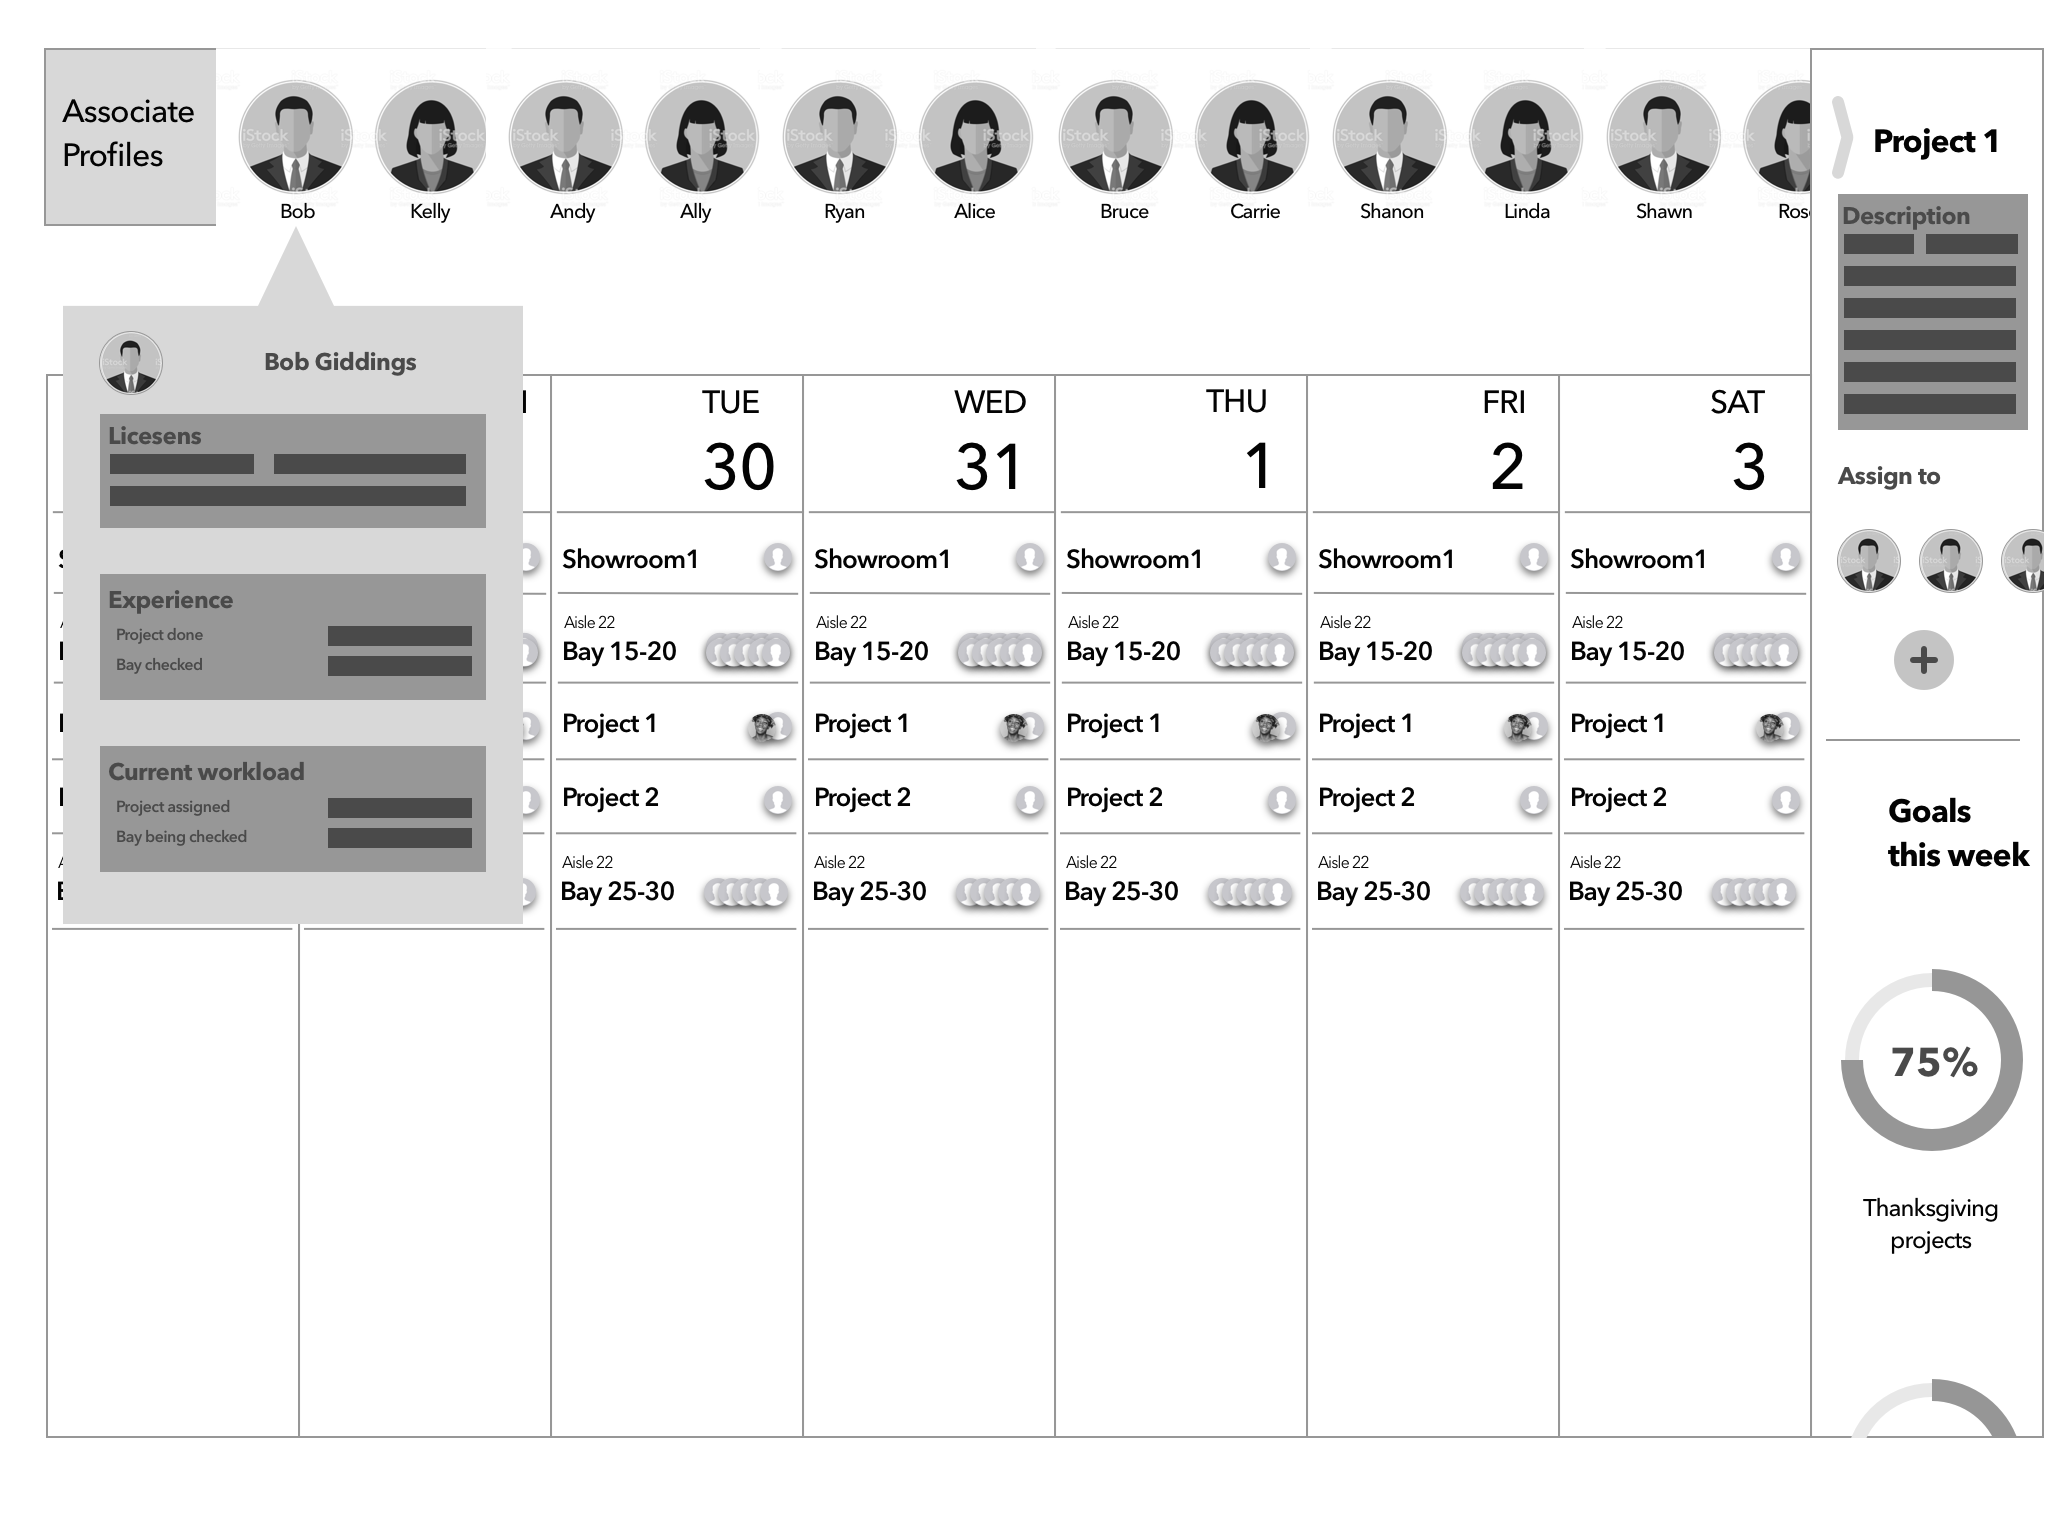 Associate
Profiles
Bob
Kelly
Andy
Ally
Ryan
Alice
Bruce
Carrie
Shanon
Linda
Shawn
iStock
iStock
iStock
iStock
iStock
iStock
Bob Giddings
Licesens
Experience
Project done
Bay checked
Current workload
Project assigned
Bay being checked
TUE
30
WED
31
THU
1
FRI
2
SAT
3
Showroom1
Showroom1
Showroom1
Showroom1
Showroom1
Aisle 22
Aisle 22
Aisle 22
Aisle 22
Aisle 22
Bay 15-20
Bay 15-20
Bay 15-20
Bay 15-20
Bay 15-20
Project 1
Project 1
Project 1
Project 1
Project 1
Project 2
Project 2
Project 2
Project 2
Project 2
Aisle 22
Aisle 22
Aisle 22
Aisle 22
Aisle 22
Bay 25-30
Bay 25-30
Bay 25-30
Bay 25-30
Bay 25-30
Project 1
Description
Assign to
Goals
this week
75%
Thanksgiving
projects